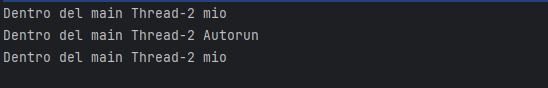 Dentro del main Thread-2 mio
Dentro del main Thread-2 Autorun
Dentro del main Thread-2 mio